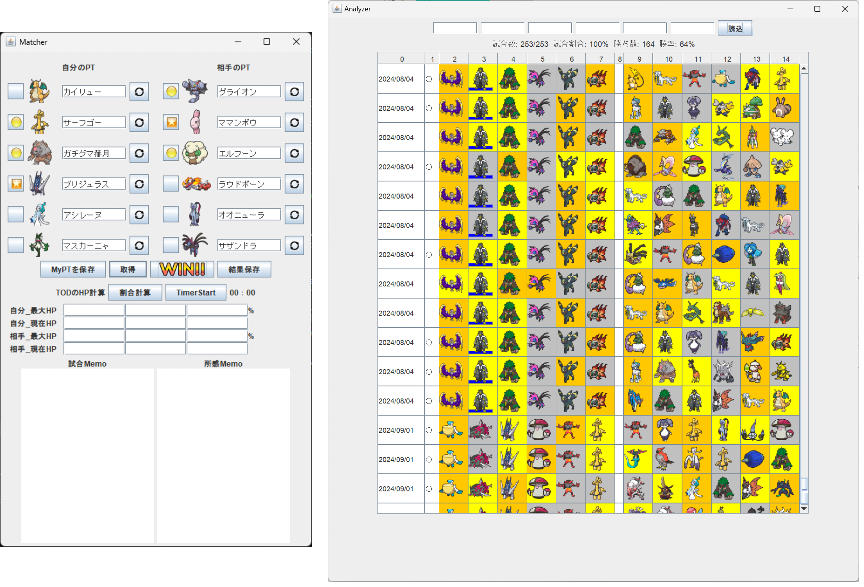 Matcher
自分のPT
相手のPT
カイリュー
グライオン
サーフゴー
ママンボウ
ガチグマ暁月
エルフーン
ブリジュラス
ラウドボーン
アシレーヌ
オオニューラ
マスカーニャ
サザンドラ
MyPTを保存
取得
WIN!!
結果保存
TODのHP計算
割合計算
TimerStart
00 : 00
自分_最大HP
%
自分_現在HP
相手_最大HP
%
相手_現在HP
試合Memo
所感Memo
Analyzer
読込
試合数: 253/253 試合割合: 100% 勝ち数: 164 勝率: 64%
0 1 2 3 4 5 6 7 8 9 10 11 12 13 14
2024/08/04 ○
2024/08/04 ○
2024/08/04
2024/08/04 ○
2024/08/04
2024/08/04
2024/08/04 ○
2024/08/04
2024/08/04
2024/08/04 ○
2024/08/04 ○
2024/08/04 ○
2024/09/01 ○
2024/09/01 ○
2024/09/01 ○